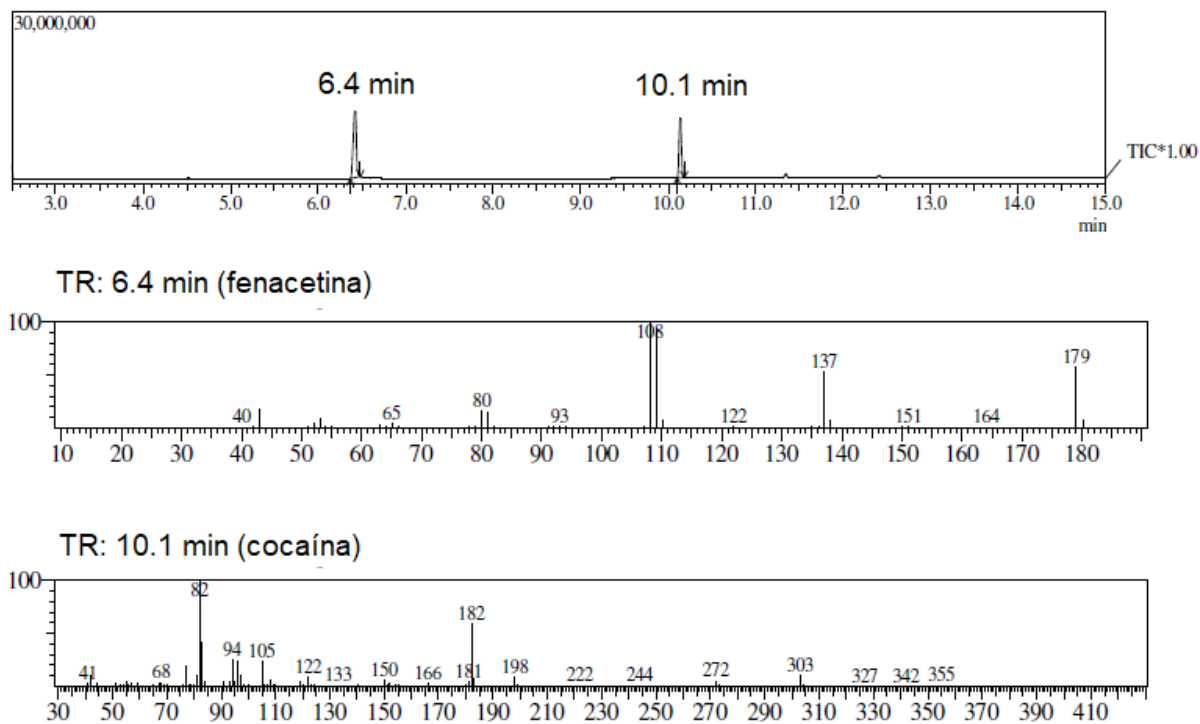 30,000,000
6.4 min 10.1 min
TIC*1.00
3.0 4.0 5.0 6.0 7.0 8.0 9.0 10.0 11.0 12.0 13.0 14.0 15.0
min
TR: 6.4 min (fenacetina)
100
108
137 179
40 65 80 93 122 151 164
10 20 30 40 50 60 70 80 90 100 110 120 130 140 150 160 170 180
TR: 10.1 min (cocaína)
100
82
182
41 68 94 105 122 133 150 166 181 198 222 244 272 303 327 342 355
30 50 70 90 110 130 150 170 190 210 230 250 270 290 310 330 350 370 390 410